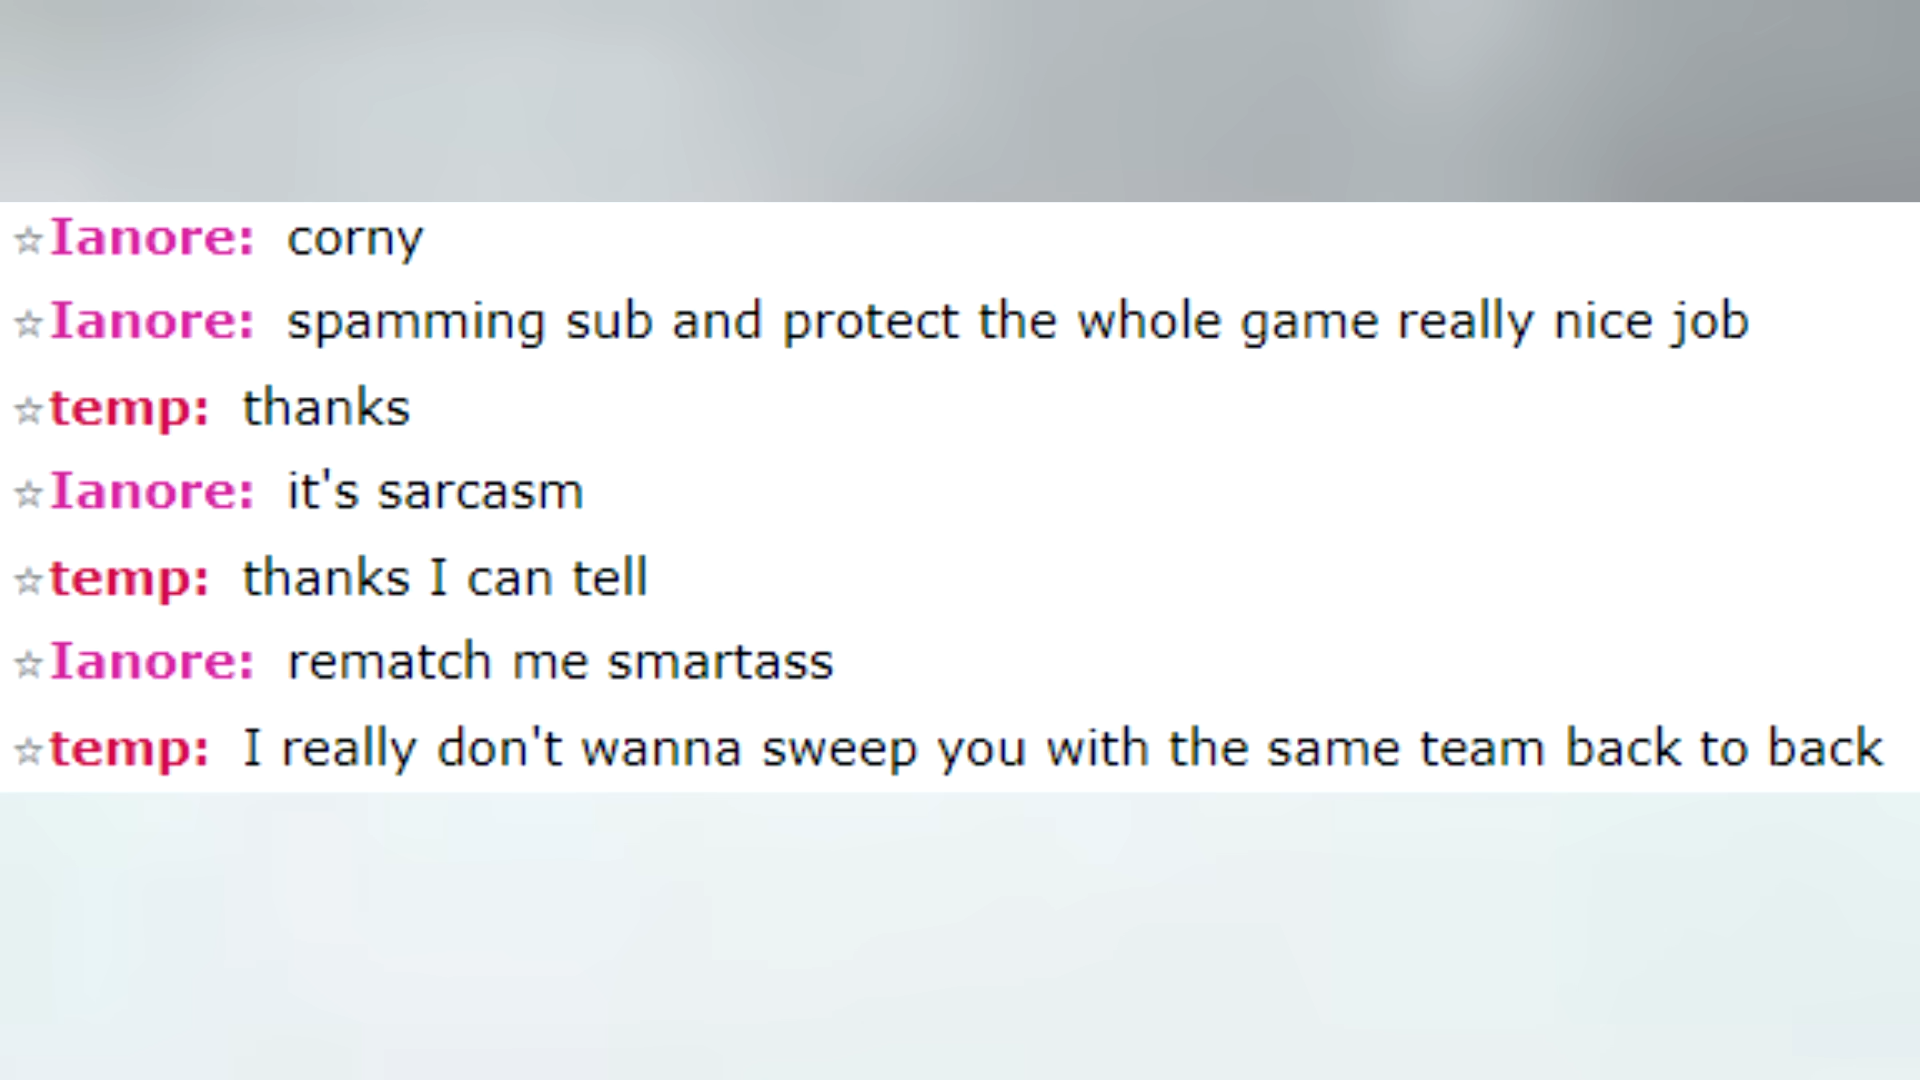 ☆Ianore: corny
☆Ianore: spamming sub and protect the whole game really nice job
☆temp: thanks
☆Ianore: it's sarcasm
☆temp: thanks I can tell
☆Ianore: rematch me smartass
☆temp: I really don't wanna sweep you with the same team back to back